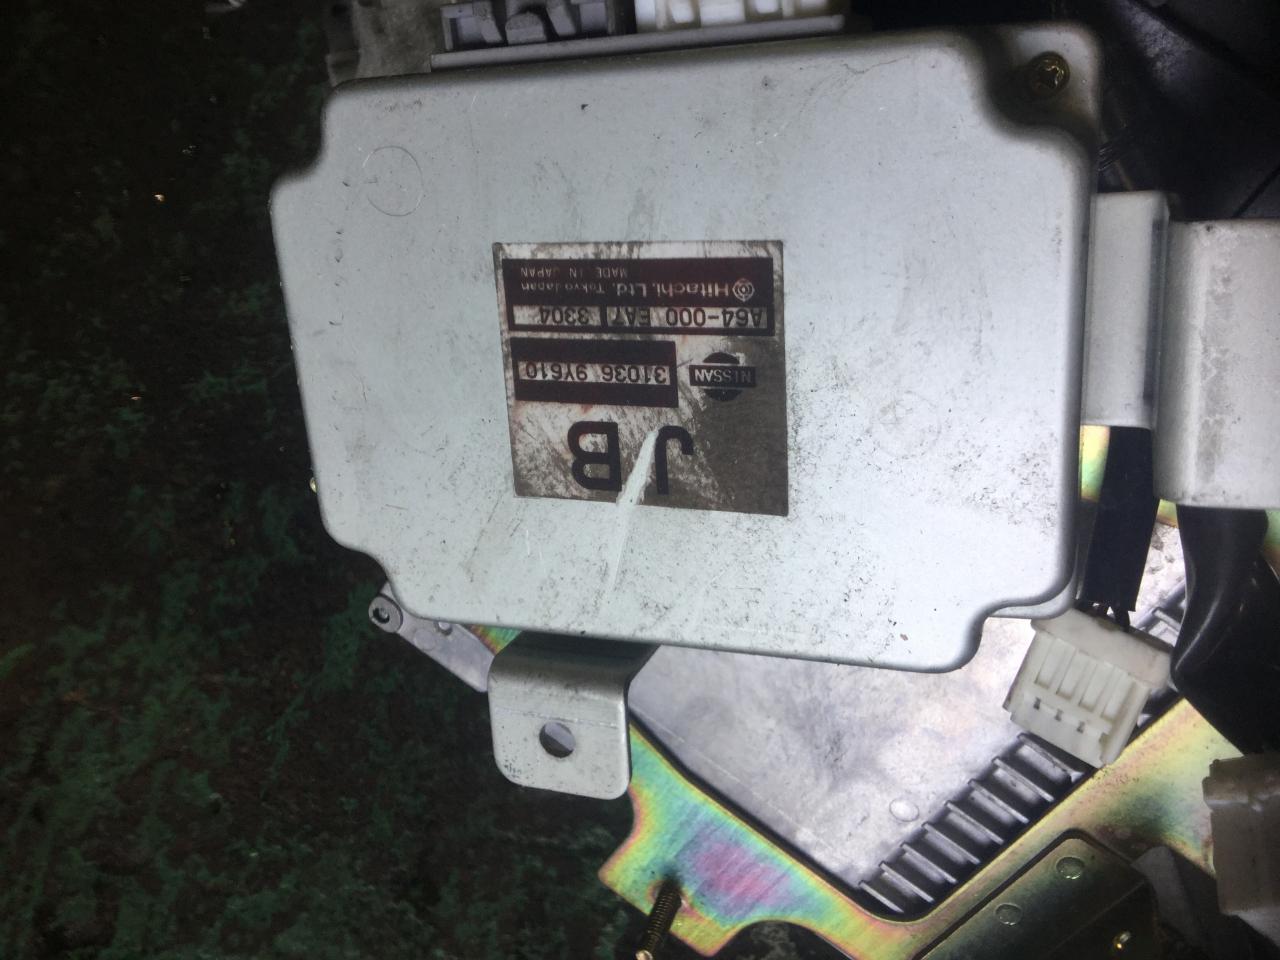 JB
NISSAN 31036 9Y610
A64-000 EA7 3304
Hitachi, Ltd. Tokyo Japan
MADE IN JAPAN